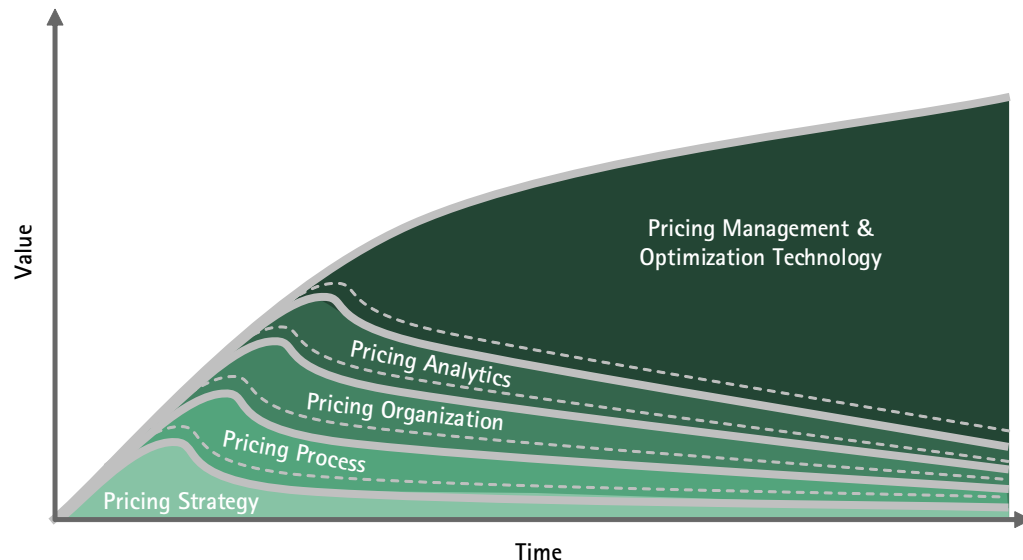 Value
Pricing Management &
Optimization Technology
Pricing Analytics
Pricing Organization
Pricing Process
Pricing Strategy
Time